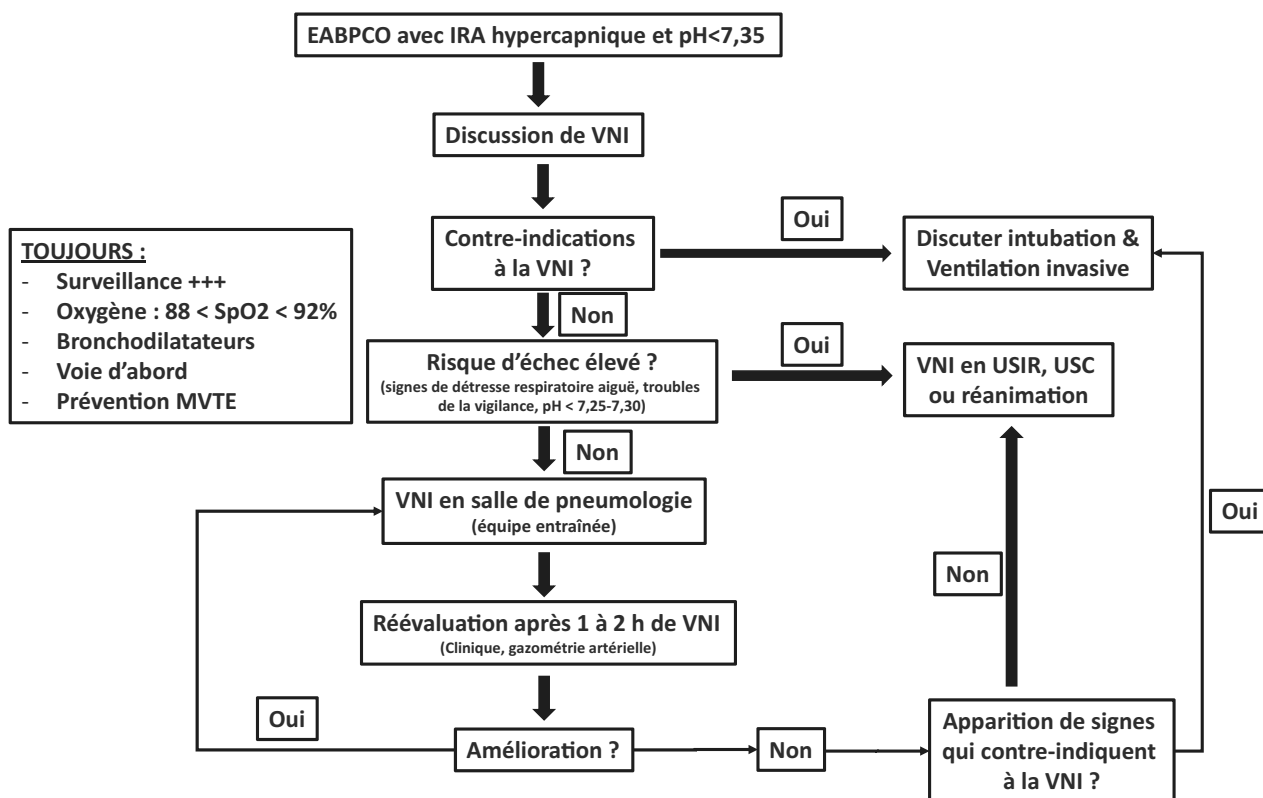 EABPCO avec IRA hypercapnique et pH<7,35
Discussion de VNI
Contre-indications
à la VNI ?
Oui
Discuter intubation &
Ventilation invasive
TOUJOURS :
- Surveillance +++
- Oxygène : 88 < SpO2 < 92%
- Bronchodilatateurs
- Voie d'abord
- Prévention MVTE
Non
Risque d'échec élevé ?
(signes de détresse respiratoire aiguë, troubles
de la vigilance, pH < 7,25-7,30)
Oui
VNI en USIR, USC
ou réanimation
Non
VNI en salle de pneumologie
(équipe entraînée)
Oui
Non
Réévaluation après 1 à 2 h de VNI
(Clinique, gazométrie artérielle)
Oui
Amélioration ?
Non
Apparition de signes
qui contre-indiquent
à la VNI ?